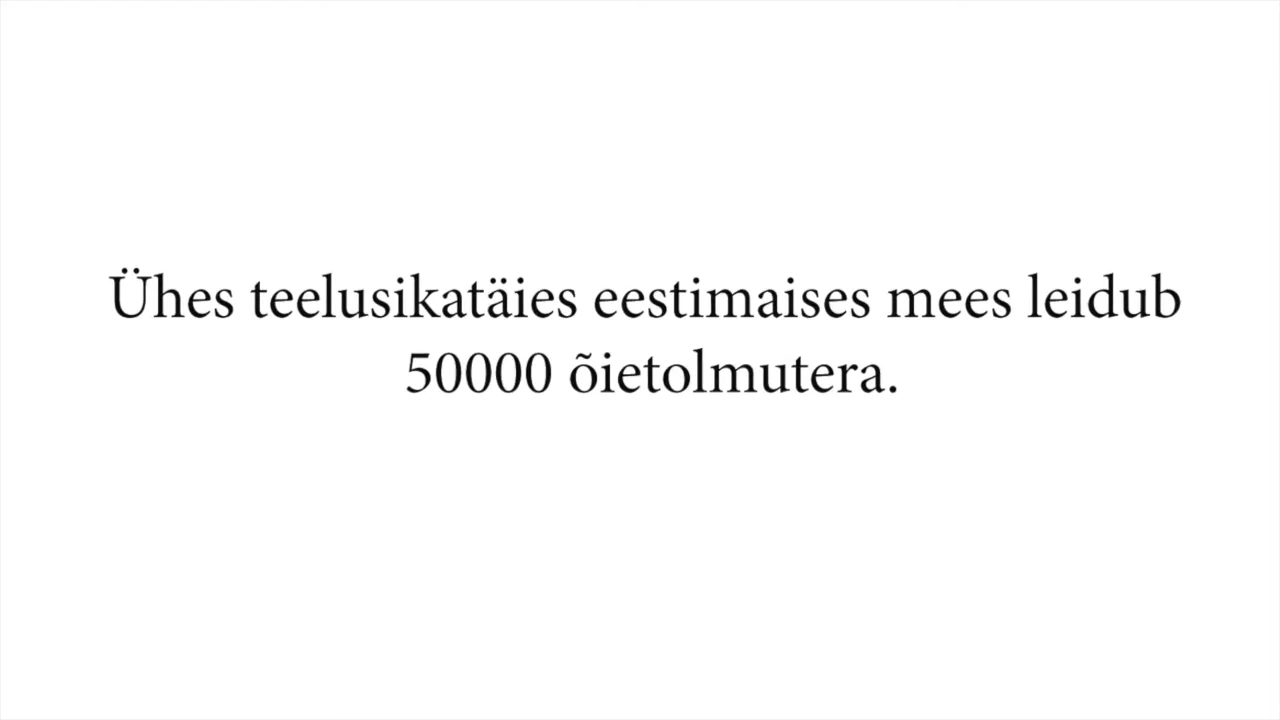 Ühes teelusikatäies eestimaises mees leidub
50000 õietolmutera.